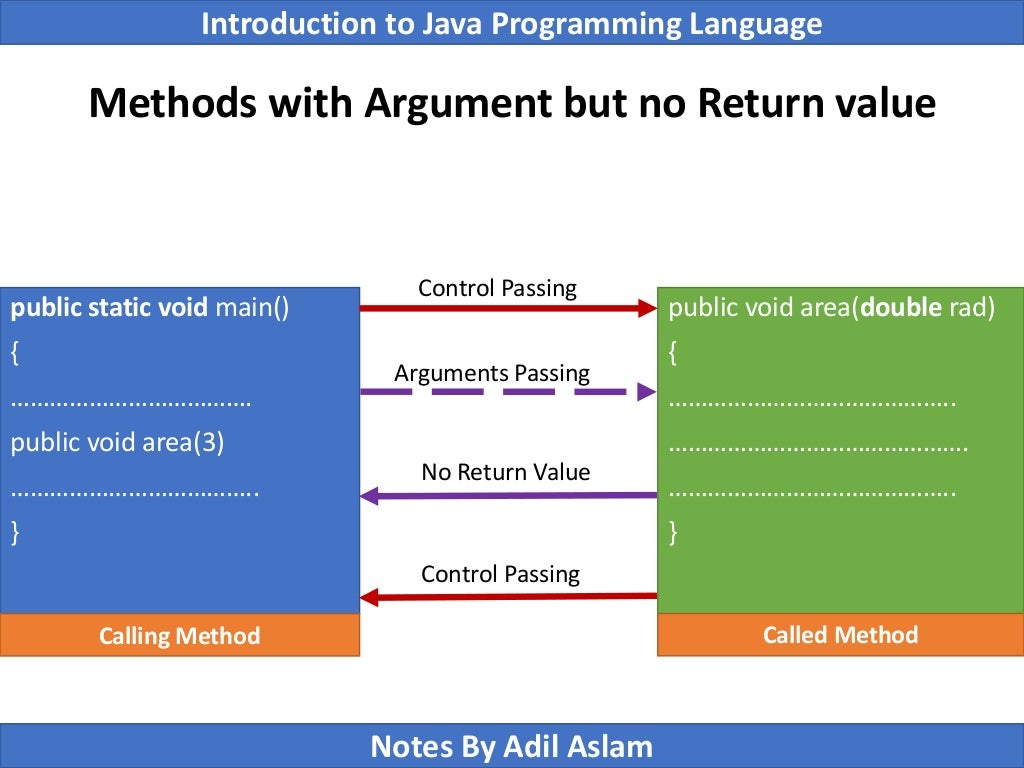 Introduction to Java Programming Language
Methods with Argument but no Return value
public static void main()
{
……………………………….
public void area(3)
………………………………..
}
Calling Method
Control Passing
Arguments Passing
No Return Value
Control Passing
public void area(double rad)
{
……………………………………..
……………………………………….
……………………………………..
}
Called Method
Notes By Adil Aslam